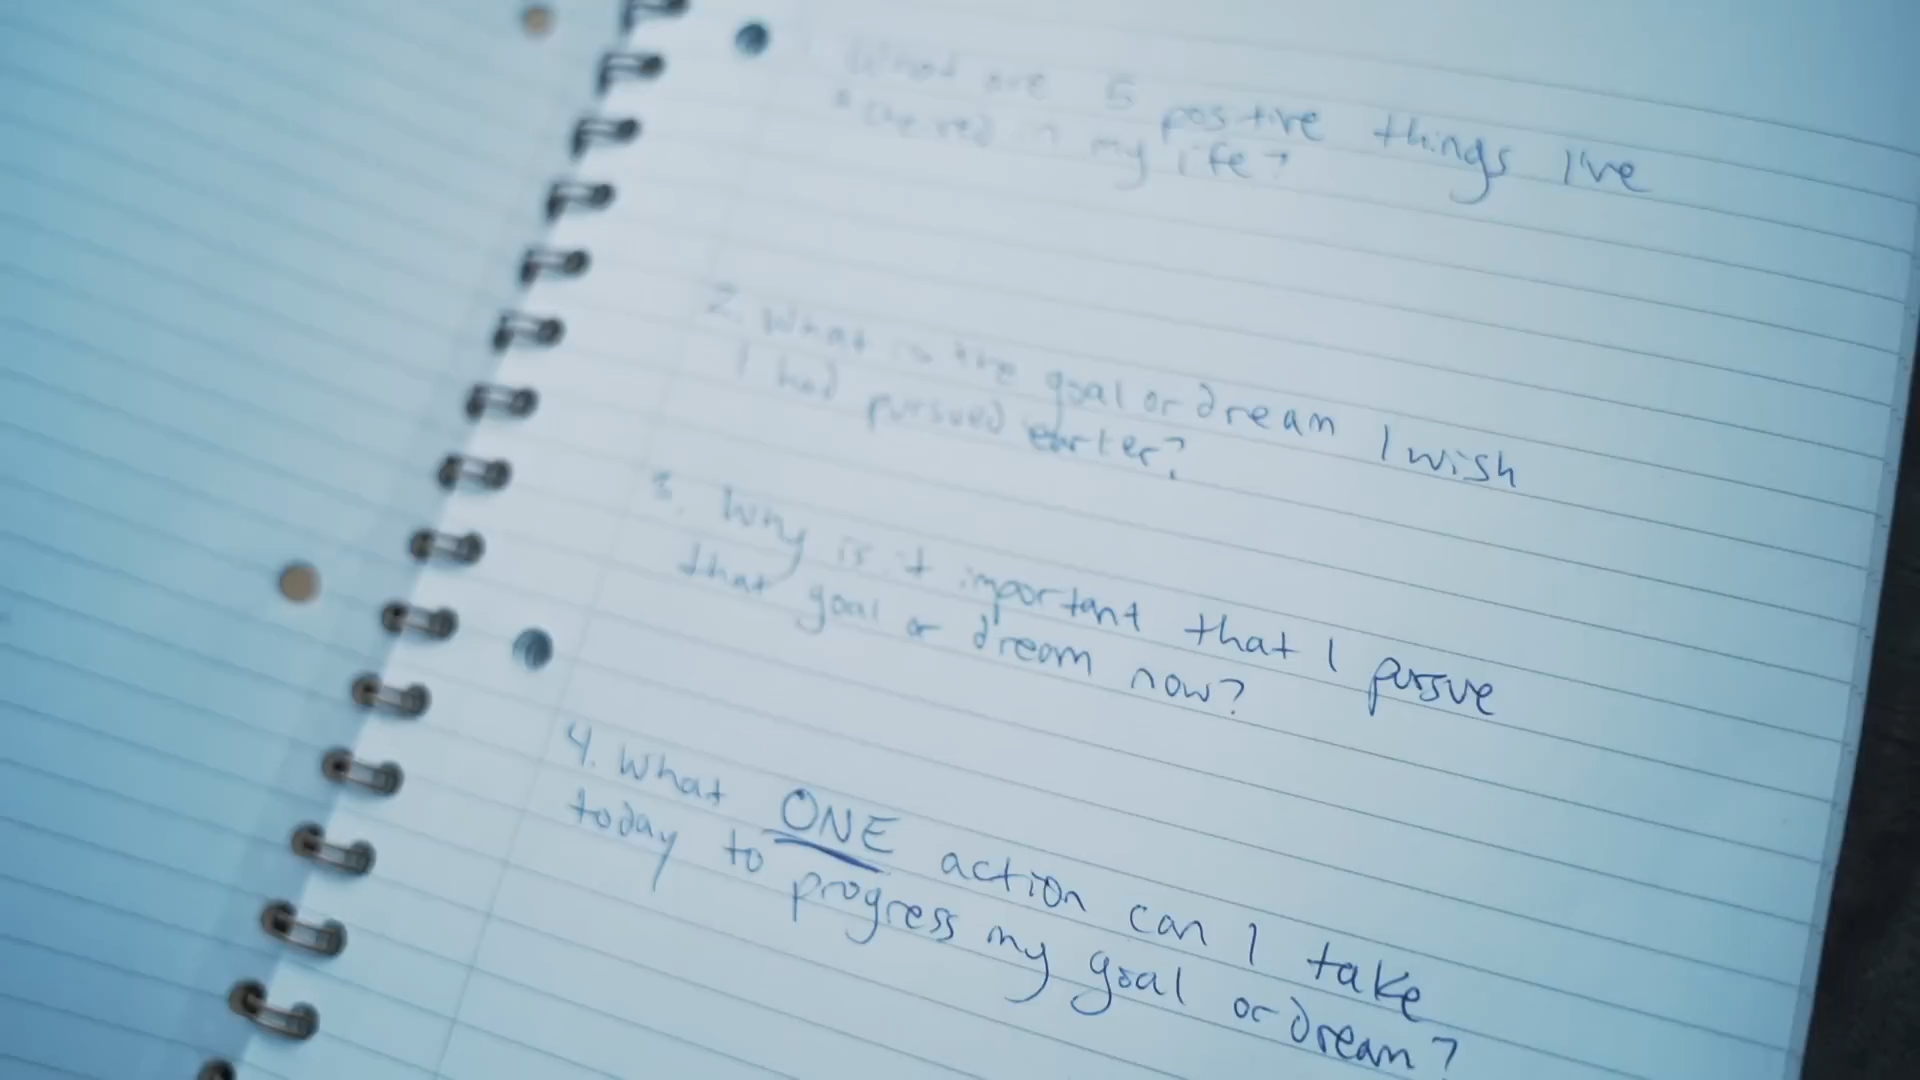 What are 5 positive things I've
achieved in my life?
2. What is the goal or dream I wish
I had pursued earlier?
3. Why is it important that I pursue
that goal or dream now?
4. What ONE action can I take
today to progress my goal or dream?